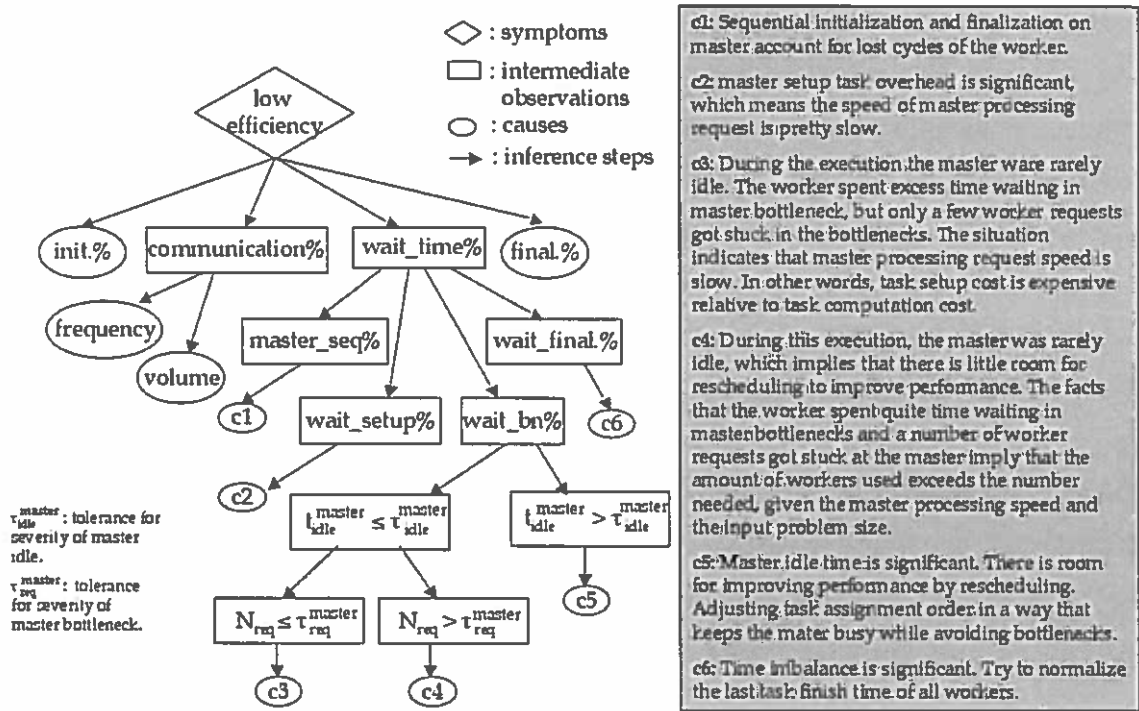 ◇ : symptoms
□ : intermediate
observations
○ : causes
→ : inference steps
low
efficiency
init.%
communication%
wait_time%
final.%
frequency
volume
master_seq%
wait_final.%
c1
wait_setup%
wait_bn%
c6
c2
t_idle^master ≤ τ_idle^master
t_idle^master > τ_idle^master
c5
N_req ≤ τ_req^master
N_req > τ_req^master
c3
c4
τ_idle^master : tolerance for
severity of master
idle.
τ_req^master : tolerance
for severity of
master bottleneck.
c1: Sequential initialization and finalization on
master account for lost cycles of the worker.
c2: master setup task overhead is significant,
which means the speed of master processing
request is pretty slow.
c3: During the execution the master ware rarely
idle. The worker spent excess time waiting in
master bottleneck, but only a few worker requests
got stuck in the bottlenecks. The situation
indicates that master processing request speed is
slow. In other words, task setup cost is expensive
relative to task computation cost.
c4: During this execution, the master was rarely
idle, which implies that there is little room for
rescheduling to improve performance. The facts
that the worker spent quite time waiting in
master bottlenecks and a number of worker
requests got stuck at the master imply that the
amount of workers used exceeds the number
needed, given the master processing speed and
the input problem size.
c5: Master idle time is significant. There is room
for improving performance by rescheduling.
Adjusting task assignment order in a way that
keeps the mater busy while avoiding bottlenecks.
c6: Time imbalance is significant. Try to normalize
the last task finish time of all workers.